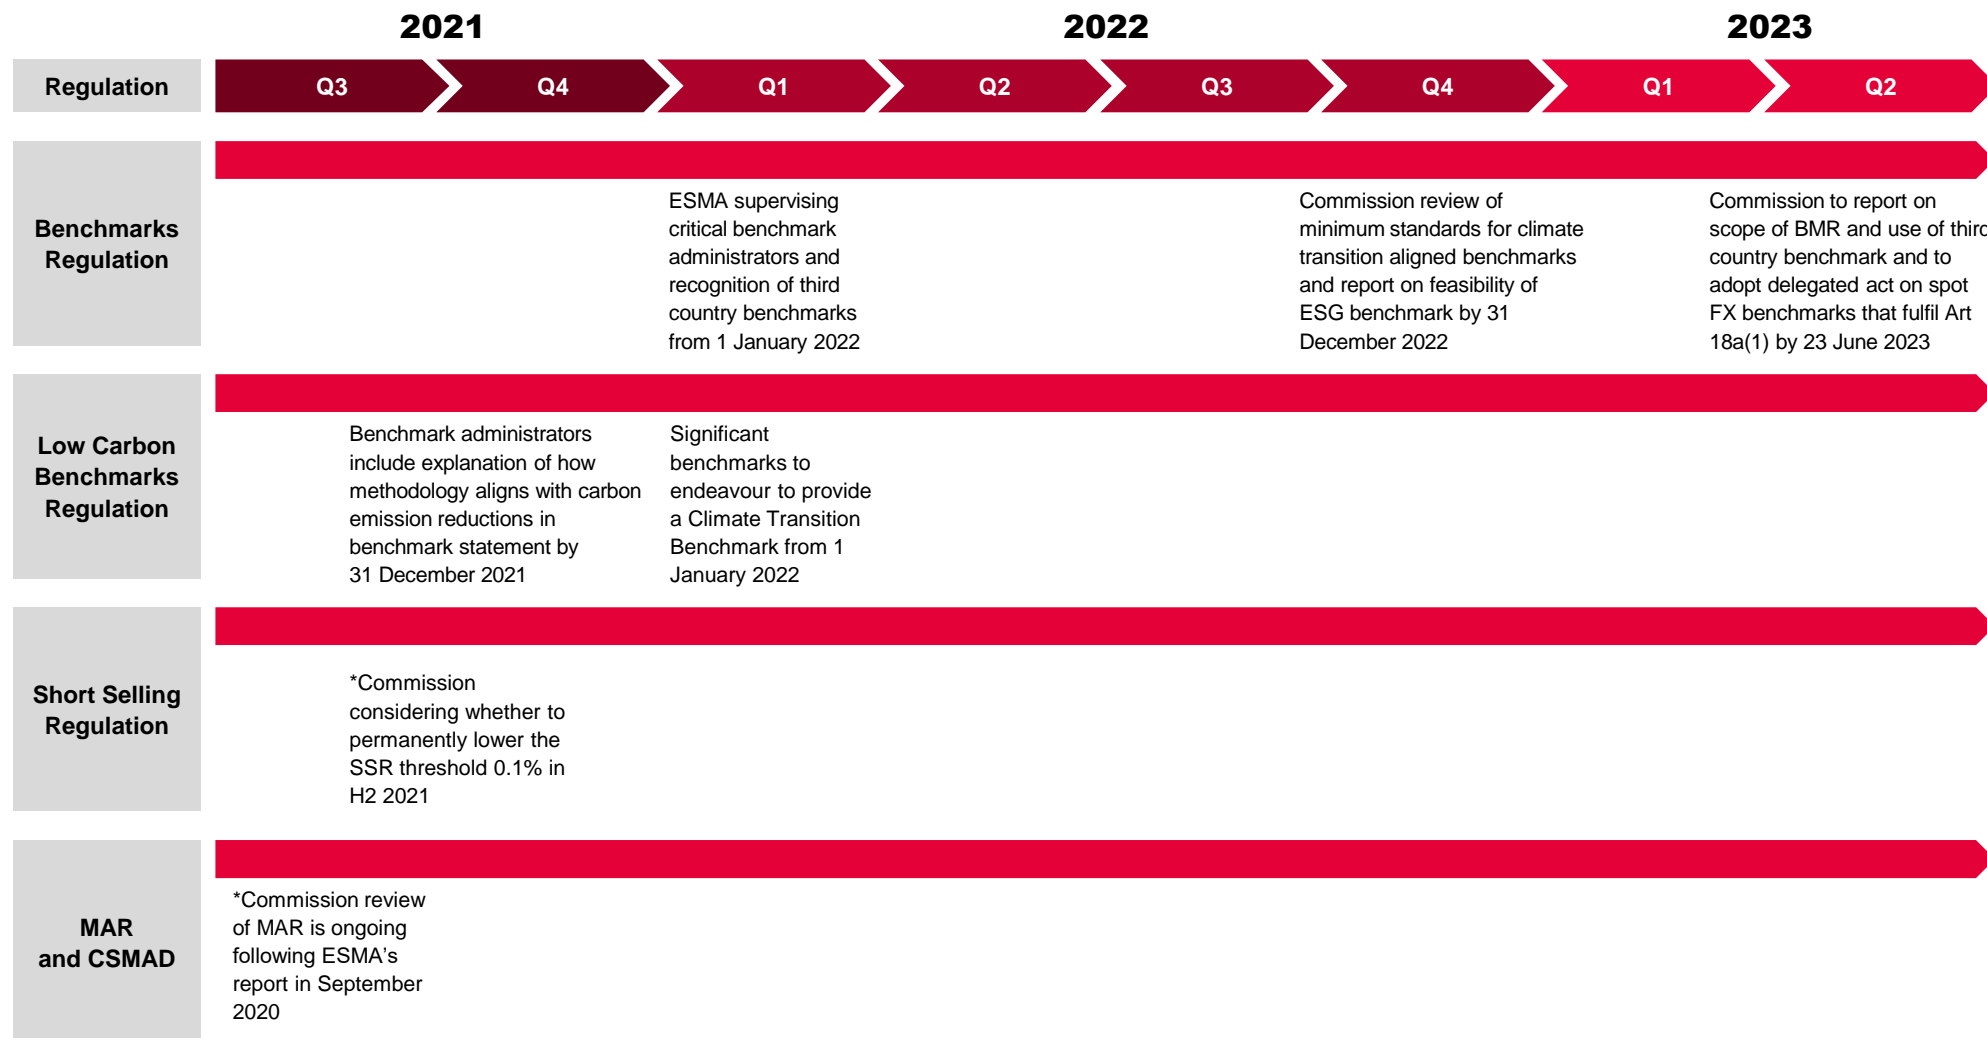 2021
2022
2023
Regulation
Q3
Q4
Q1
Q2
Q3
Q4
Q1
Q2
Benchmarks
Regulation
ESMA supervising
critical benchmark
administrators and
recognition of third
country benchmarks
from 1 January 2022
Commission review of
minimum standards for climate
transition aligned benchmarks
and report on feasibility of
ESG benchmark by 31
December 2022
Commission to report on
scope of BMR and use of third
country benchmark and to
adopt delegated act on spot
FX benchmarks that fulfil Art
18a(1) by 23 June 2023
Low Carbon
Benchmarks
Regulation
Benchmark administrators
include explanation of how
methodology aligns with carbon
emission reductions in
benchmark statement by
31 December 2021
Significant
benchmarks to
endeavour to provide
a Climate Transition
Benchmark from 1
January 2022
Short Selling
Regulation
*Commission
considering whether to
permanently lower the
SSR threshold 0.1% in
H2 2021
MAR
and CSMAD
*Commission review
of MAR is ongoing
following ESMA’s
report in September
2020